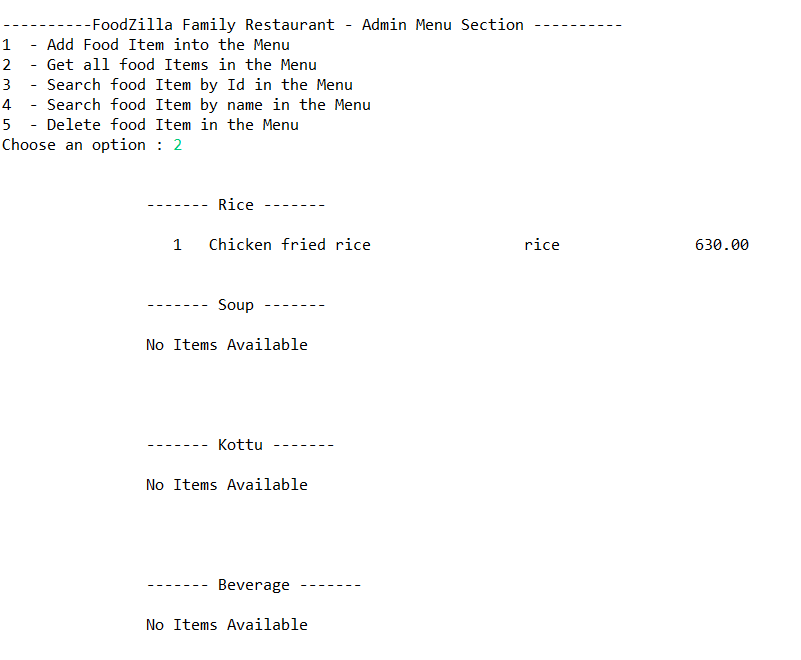 ----------FoodZilla Family Restaurant - Admin Menu Section ----------
1  - Add Food Item into the Menu
2  - Get all food Items in the Menu
3  - Search food Item by Id in the Menu
4  - Search food Item by name in the Menu
5  - Delete food Item in the Menu
Choose an option : 2
------- Rice -------
1   Chicken fried rice                 rice               630.00
------- Soup -------
No Items Available
------- Kottu -------
No Items Available
------- Beverage -------
No Items Available